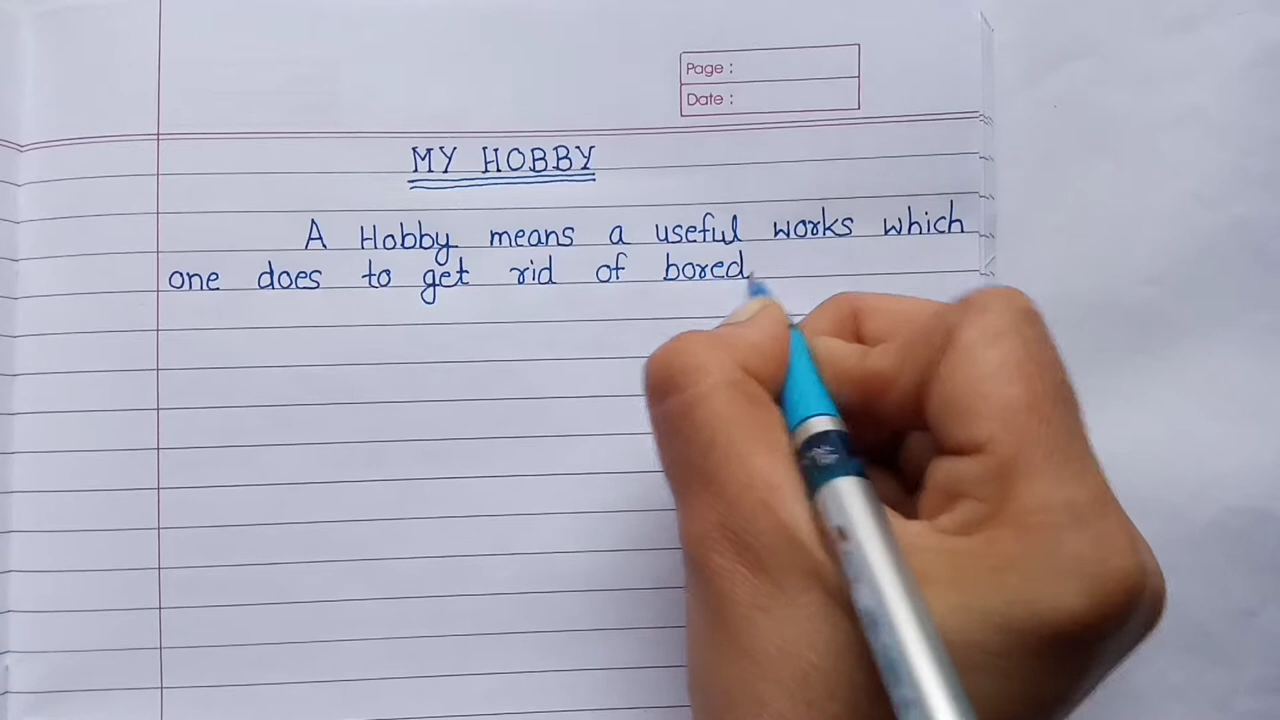 Page :
Date :
MY HOBBY
A Hobby means a useful works which
one does to get rid of bored